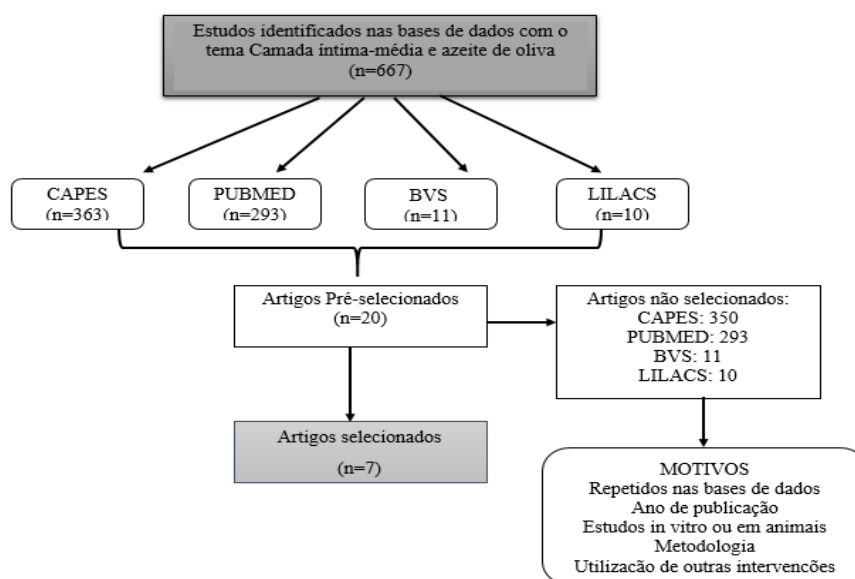 Estudos identificados nas bases de dados com o
tema Camada íntima-média e azeite de oliva
(n=667)
CAPES
(n=363)
PUBMED
(n=293)
BVS
(n=11)
LILACS
(n=10)
Artigos Pré-selecionados
(n=20)
Artigos não selecionados:
CAPES: 350
PUBMED: 293
BVS: 11
LILACS: 10
Artigos selecionados
(n=7)
MOTIVOS
Repetidos nas bases de dados
Ano de publicação
Estudos in vitro ou em animais
Metodologia
Utilização de outras intervenções